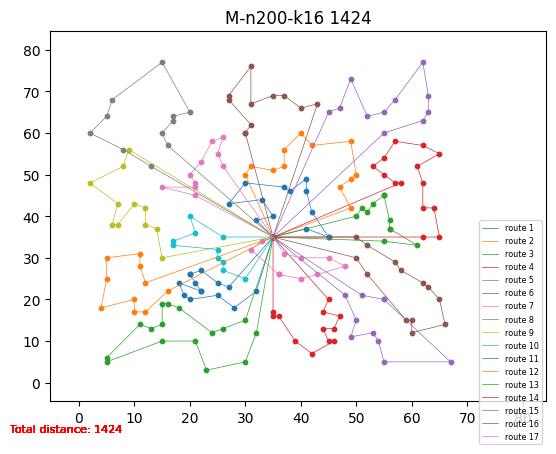 M-n200-k16 1424
80
70
60
50
40
30
20
10
0
0 10 20 30 40 50 60 70 80
route 1
route 2
route 3
route 4
route 5
route 6
route 7
route 8
route 9
route 10
route 11
route 12
route 13
route 14
route 15
route 16
route 17
Total distance: 1424